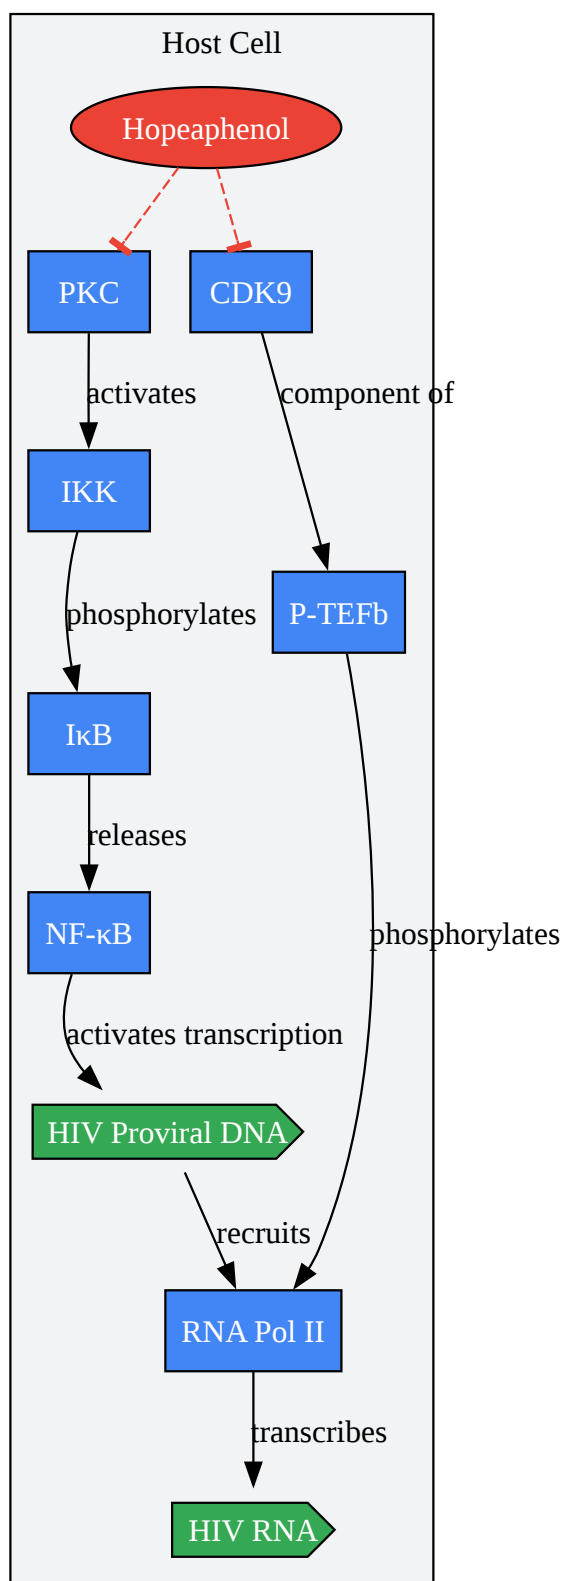 Host Cell
Hopeaphenol
PKC
CDK9
activates
component of
IKK
phosphorylates
P-TEFb
IκB
releases
NF-κB
phosphorylates
activates transcription
HIV Proviral DNA
recruits
RNA Pol II
transcribes
HIV RNA